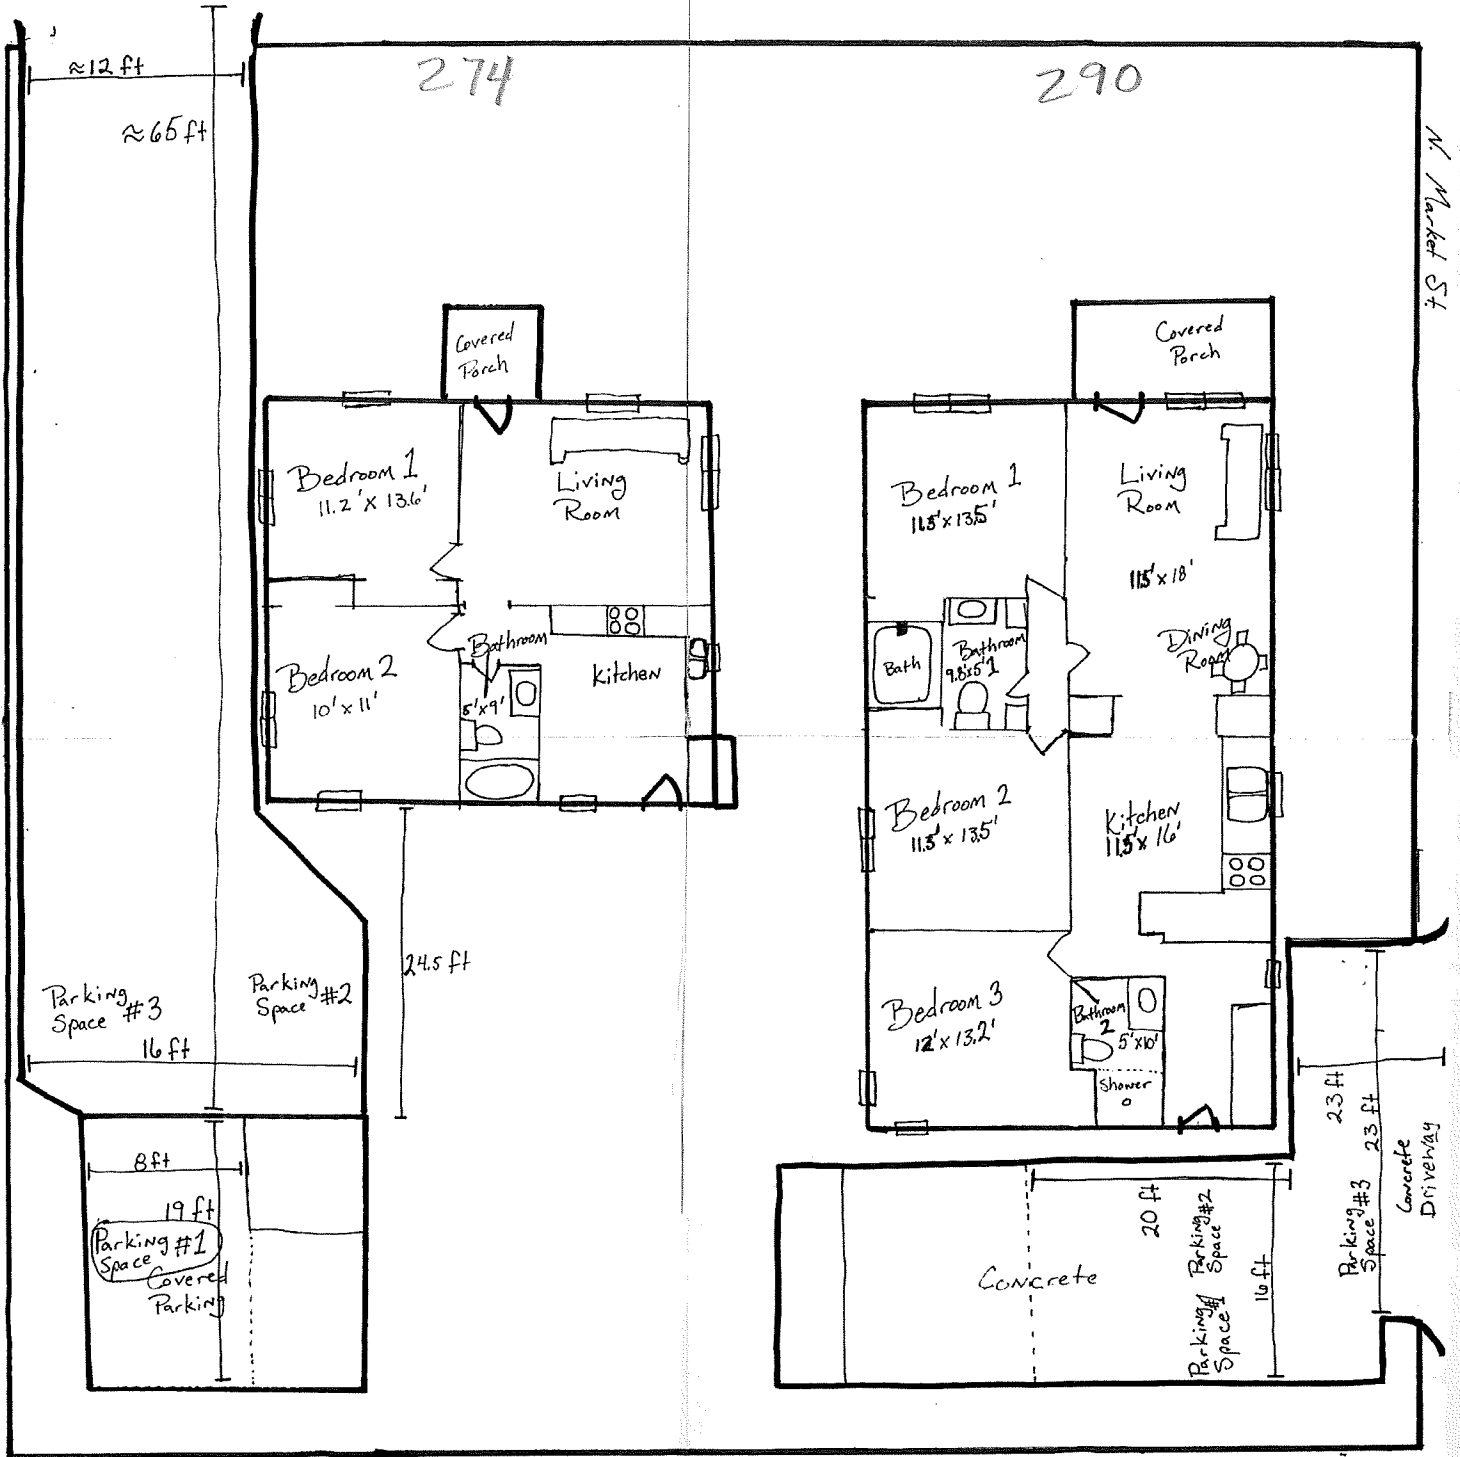 ≈12 ft
≈65 ft
274
290
N. Market St.
Covered
Porch
Bedroom 1
11.2' x 13.6'
Living
Room
Bedroom 2
10' x 11'
Bathroom
5' x 9'
Kitchen
24.5 ft
Parking
Space #3
Parking
Space #2
16 ft
8 ft
19 ft
Parking
Space #1
Covered
Parking
Covered
Porch
Bedroom 1
11.5' x 13.5'
Living
Room
11.5' x 18'
Dining
Room
Bath
Bathroom
1
9.8'x5'
Bedroom 2
11.5' x 13.5'
Kitchen
11.5' x 16'
Bedroom 3
12' x 13.2'
Bathroom
2
5'x10'
Shower
23 ft
23 ft
Concrete
Driveway
Parking
Space #3
20 ft
Parking
Space #2
Parking
Space #1
16 ft
Concrete